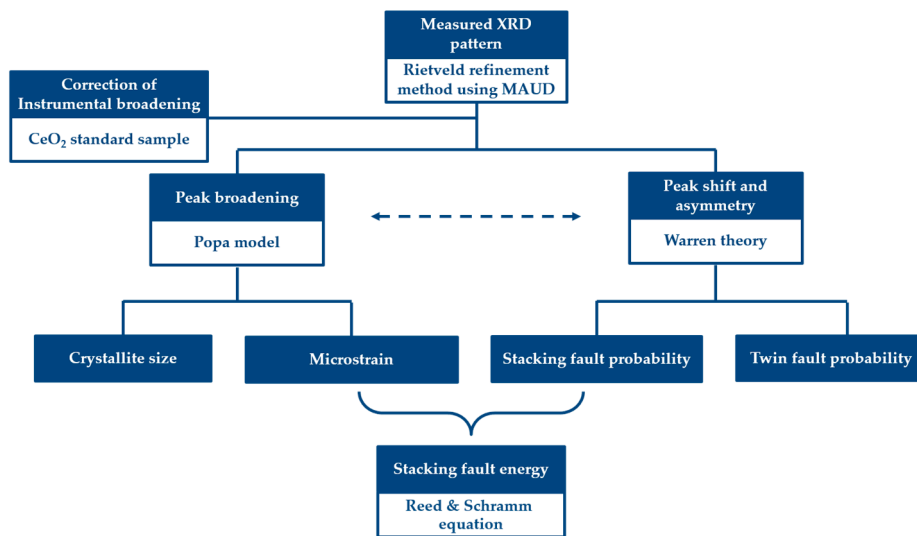 Measured XRD
pattern
Rietveld refinement
method using MAUD
Correction of
Instrumental broadening
CeO₂ standard sample
Peak broadening
Popa model
Peak shift and
asymmetry
Warren theory
Crystallite size
Microstrain
Stacking fault probability
Twin fault probability
Stacking fault energy
Reed & Schramm
equation